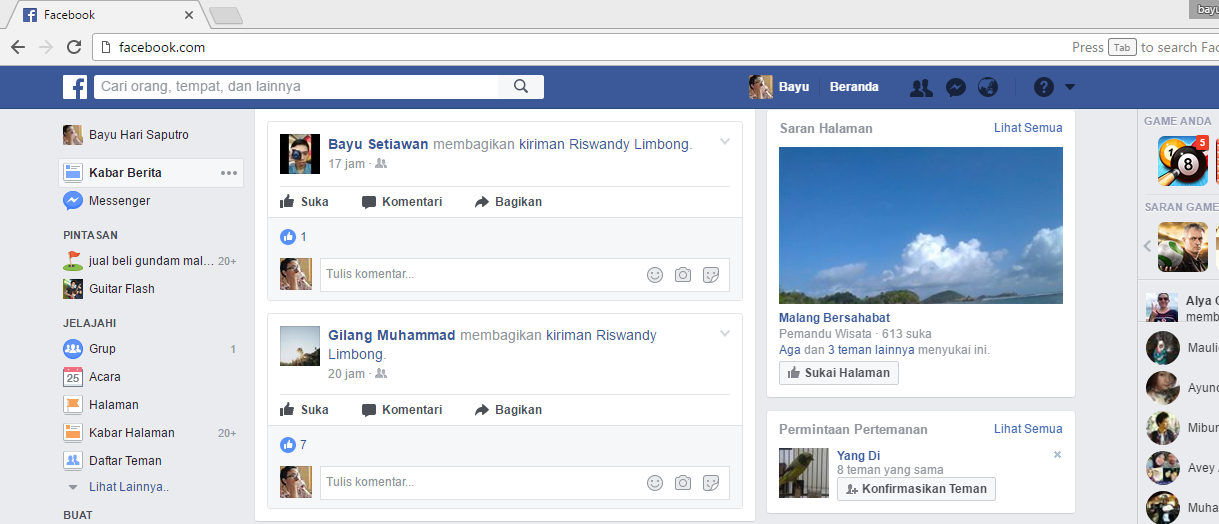 Facebook
bayu
facebook.com
Press Tab to search Fac
Cari orang, tempat, dan lainnya
Bayu
Beranda
Bayu Hari Saputro
Kabar Berita
Messenger
PINTASAN
jual beli gundam mal... 20+
Guitar Flash
JELAJAHI
Grup 1
Acara
25
Halaman
Kabar Halaman 20+
Daftar Teman
Lihat Lainnya..
BUAT
Bayu Setiawan membagikan kiriman Riswandy Limbong.
17 jam ·
Suka Komentari Bagikan
1
Tulis komentar...
Gilang Muhammad membagikan kiriman Riswandy
Limbong.
20 jam ·
Suka Komentari Bagikan
7
Tulis komentar...
Saran Halaman Lihat Semua
Malang Bersahabat
Pemandu Wisata · 613 suka
Aga dan 3 teman lainnya menyukai ini.
Sukai Halaman
Permintaan Pertemanan Lihat Semua
Yang Di
8 teman yang sama
Konfirmasikan Teman
GAME ANDA
5
8
SARAN GAME
Alya G
memb
Maulid
Ayund
Mibur
Avey A
Muha